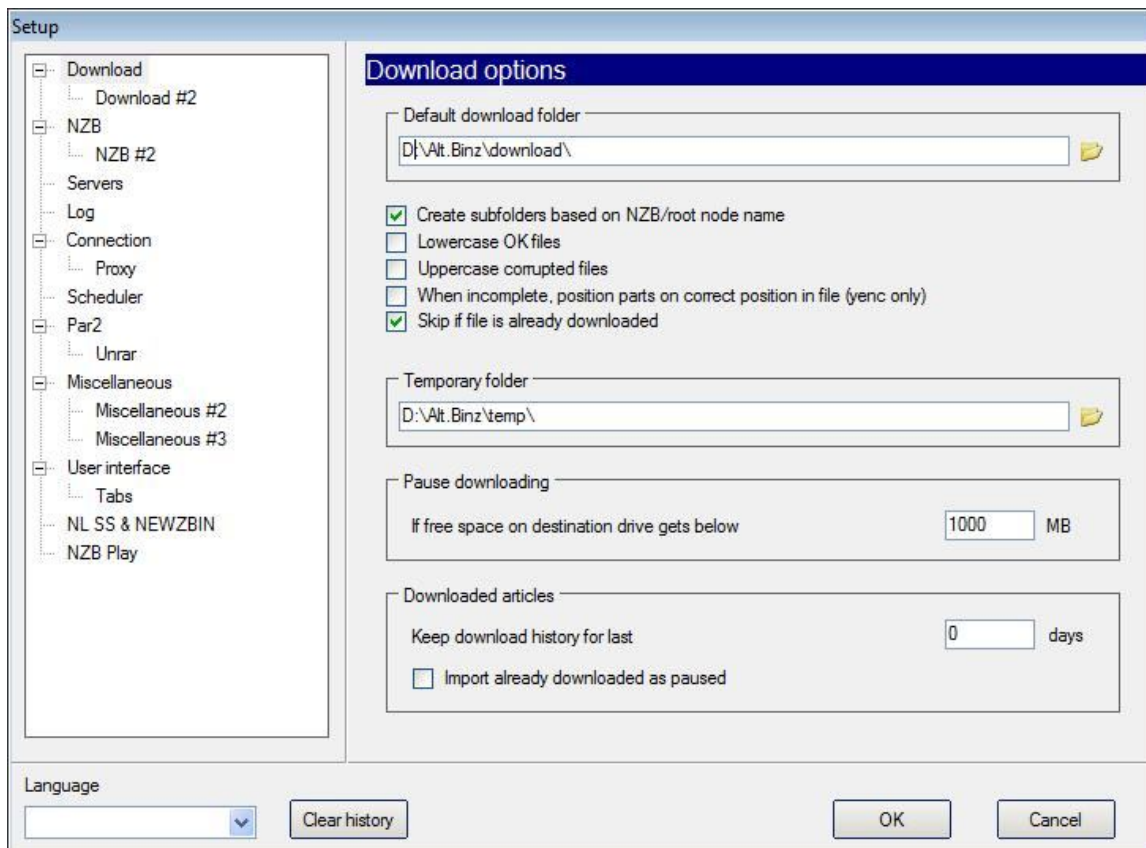 Setup
Download
Download #2
NZB
NZB #2
Servers
Log
Connection
Proxy
Scheduler
Par2
Unrar
Miscellaneous
Miscellaneous #2
Miscellaneous #3
User interface
Tabs
NL SS & NEWZBIN
NZB Play
Download options
Default download folder
D:\Alt.Binz\download\
Create subfolders based on NZB/root node name
Lowercase OK files
Uppercase corrupted files
When incomplete, position parts on correct position in file (yenc only)
Skip if file is already downloaded
Temporary folder
D:\Alt.Binz\temp\
Pause downloading
If free space on destination drive gets below 1000 MB
Downloaded articles
Keep download history for last 0 days
Import already downloaded as paused
Language
Clear history OK Cancel